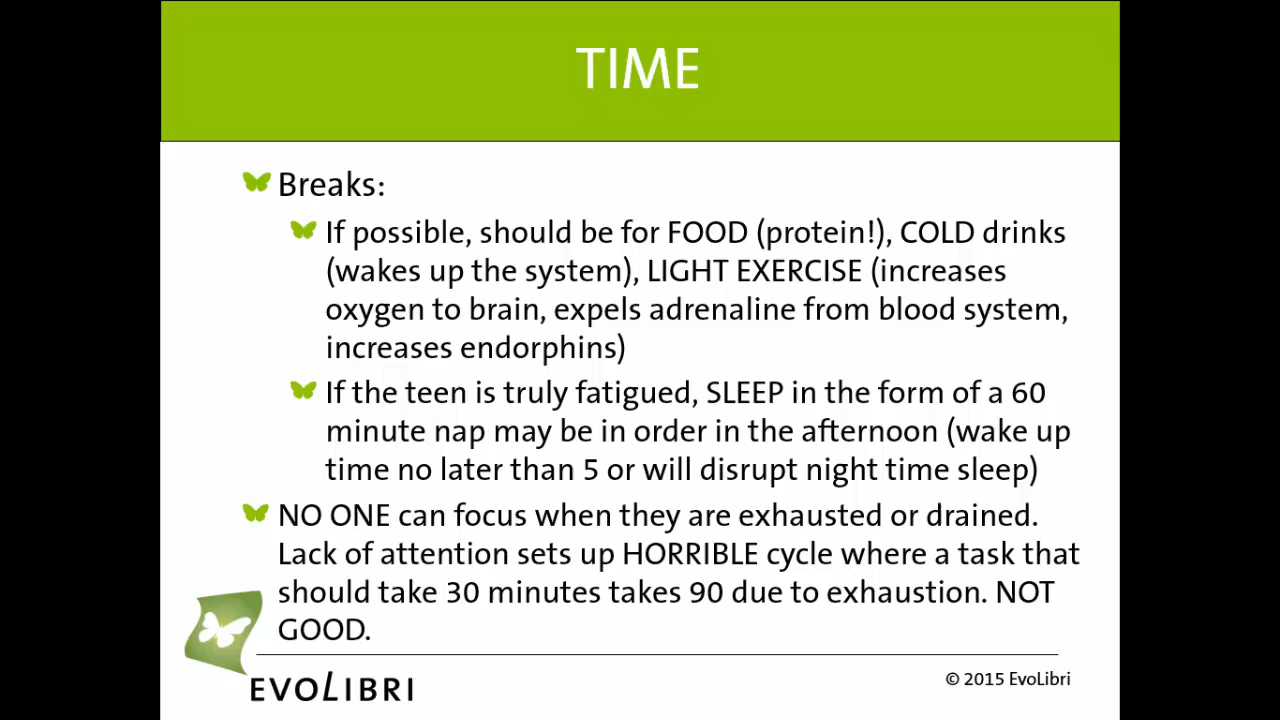 TIME
Breaks:
If possible, should be for FOOD (protein!), COLD drinks
(wakes up the system), LIGHT EXERCISE (increases
oxygen to brain, expels adrenaline from blood system,
increases endorphins)
If the teen is truly fatigued, SLEEP in the form of a 60
minute nap may be in order in the afternoon (wake up
time no later than 5 or will disrupt night time sleep)
NO ONE can focus when they are exhausted or drained.
Lack of attention sets up HORRIBLE cycle where a task that
should take 30 minutes takes 90 due to exhaustion. NOT
GOOD.
EVOLIBRI
© 2015 EvoLibri